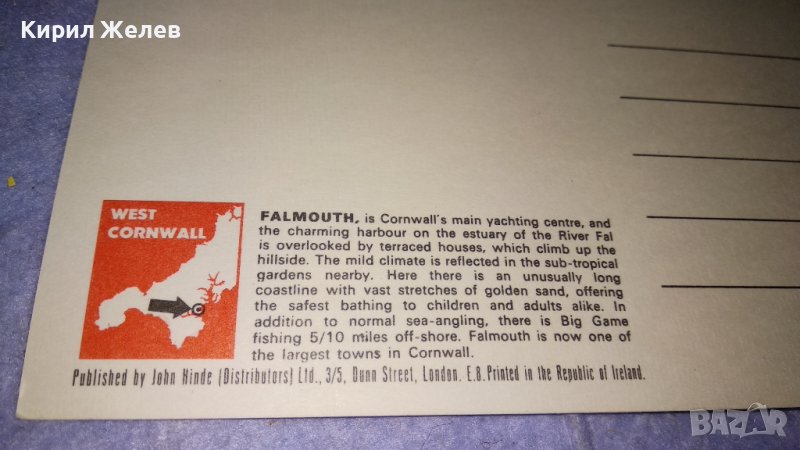 Кирил Желев
WEST
CORNWALL
FALMOUTH, is Cornwall's main yachting centre, and
the charming harbour on the estuary of the River Fal
is overlooked by terraced houses, which climb up the
hillside. The mild climate is reflected in the sub-tropical
gardens nearby. Here there is an unusually long
coastline with vast stretches of golden sand, offering
the safest bathing to children and adults alike. In
addition to normal sea-angling, there is Big Game
fishing 5/10 miles off-shore. Falmouth is now one of
the largest towns in Cornwall.
Published by John Hinde (Distributors) Ltd., 3/5, Dunn Street, London. E.8. Printed in the Republic of Ireland.
BAZAR